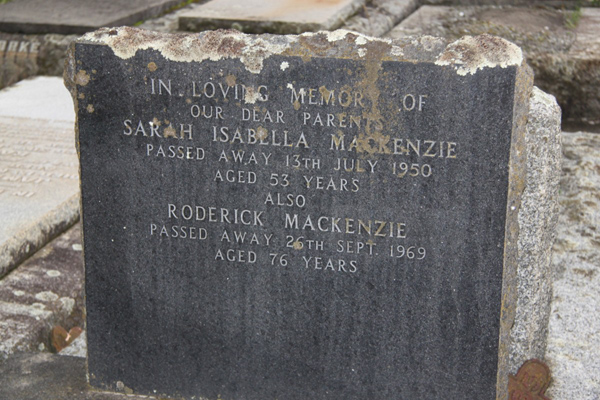 IN LOVING MEMORY OF
OUR DEAR PARENTS
SARAH ISABELLA MACKENZIE
PASSED AWAY 13TH JULY 1950
AGED 53 YEARS
ALSO
RODERICK MACKENZIE
PASSED AWAY 26TH SEPT. 1969
AGED 76 YEARS